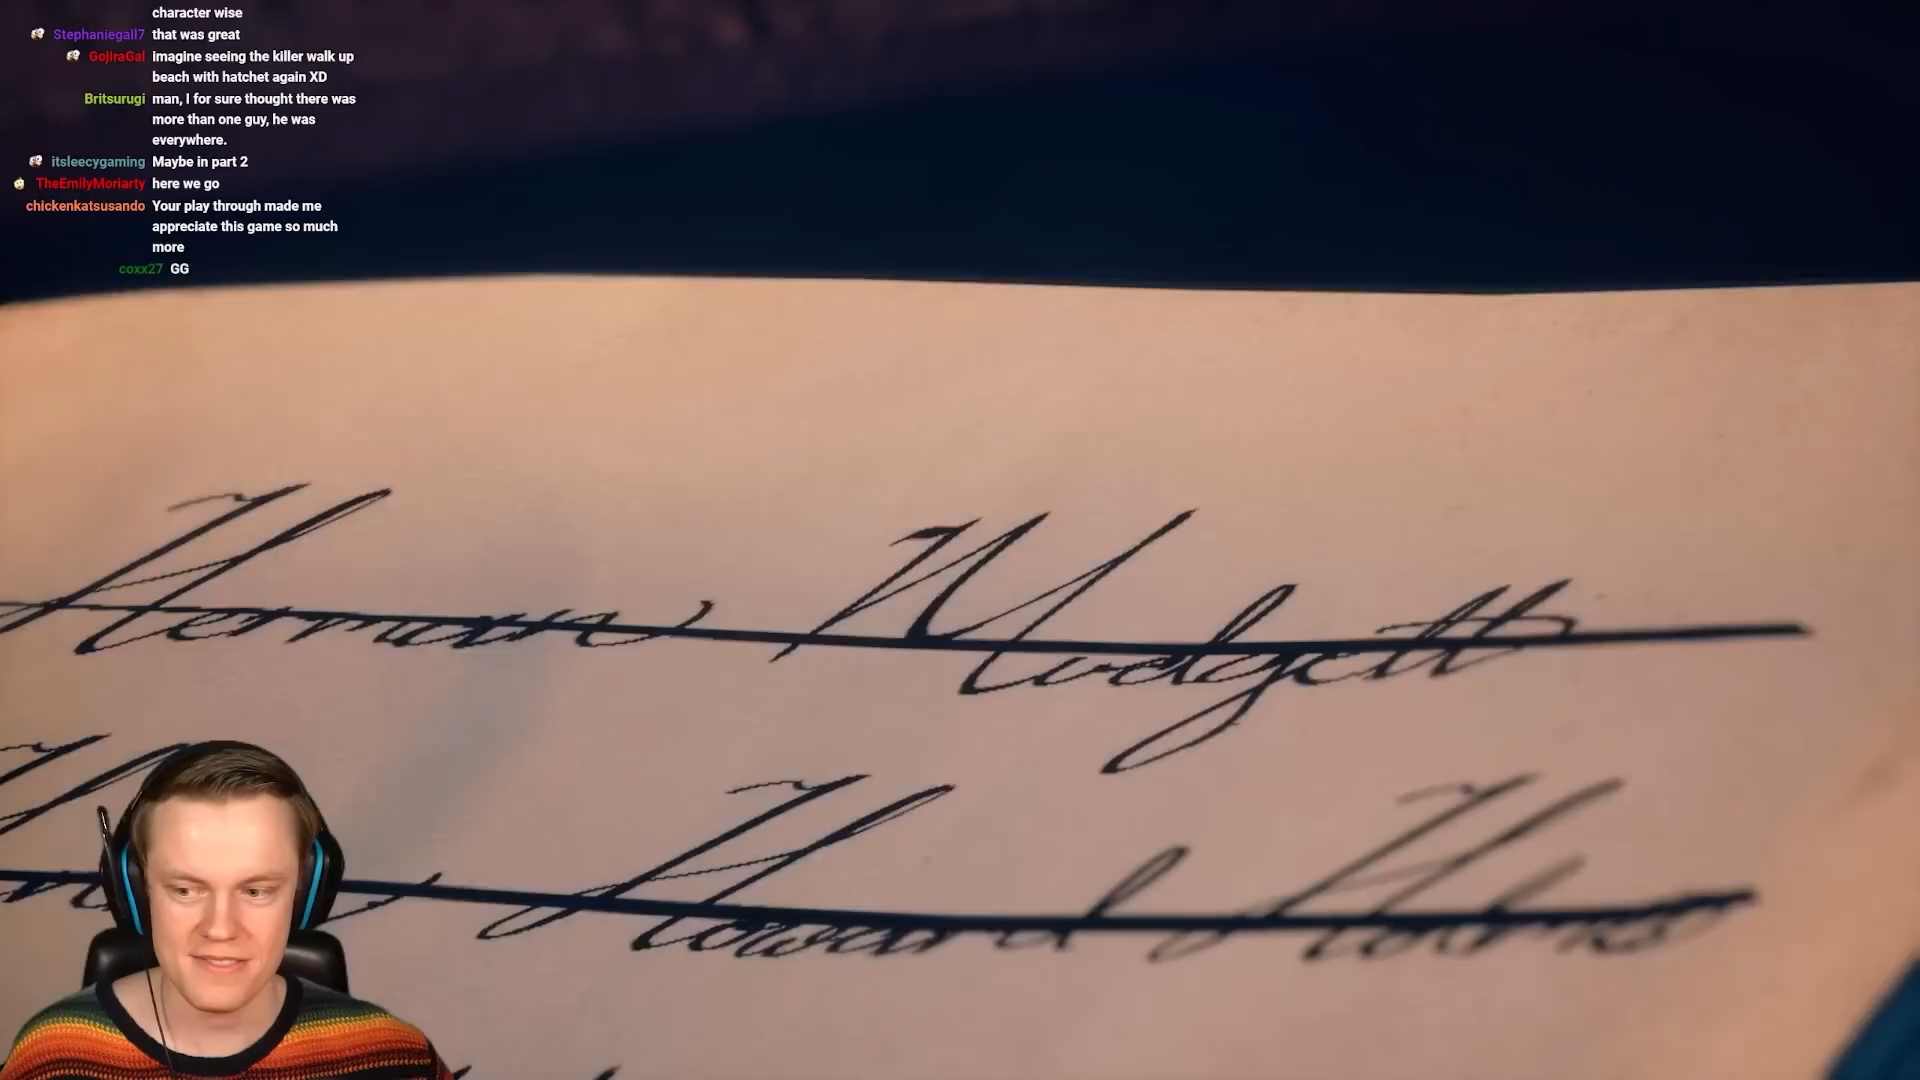 character wise
Stephaniegall7 that was great
GojiraGal imagine seeing the killer walk up
beach with hatchet again XD
Britsurugi man, I for sure thought there was
more than one guy, he was
everywhere.
itsleecygaming Maybe in part 2
TheEmilyMoriarty here we go
chickenkatsusando Your play through made me
appreciate this game so much
more
coxx27 GG
Herman Mudgett
Howard Holmes